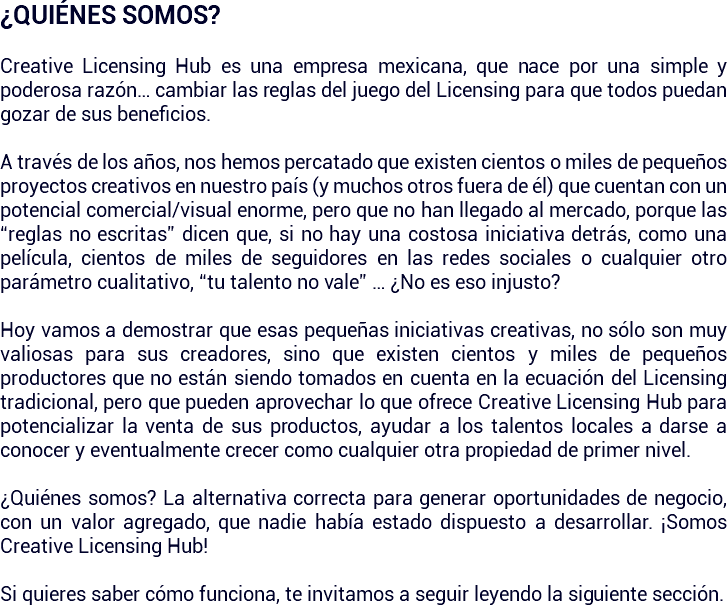 ¿QUIÉNES SOMOS?
Creative Licensing Hub es una empresa mexicana, que nace por una simple y
poderosa razón... cambiar las reglas del juego del Licensing para que todos puedan
gozar de sus beneficios.
A través de los años, nos hemos percatado que existen cientos o miles de pequeños
proyectos creativos en nuestro país (y muchos otros fuera de él) que cuentan con un
potencial comercial/visual enorme, pero que no han llegado al mercado, porque las
“reglas no escritas” dicen que, si no hay una costosa iniciativa detrás, como una
película, cientos de miles de seguidores en las redes sociales o cualquier otro
parámetro cualitativo, “tu talento no vale” ... ¿No es eso injusto?
Hoy vamos a demostrar que esas pequeñas iniciativas creativas, no sólo son muy
valiosas para sus creadores, sino que existen cientos y miles de pequeños
productores que no están siendo tomados en cuenta en la ecuación del Licensing
tradicional, pero que pueden aprovechar lo que ofrece Creative Licensing Hub para
potencializar la venta de sus productos, ayudar a los talentos locales a darse a
conocer y eventualmente crecer como cualquier otra propiedad de primer nivel.
¿Quiénes somos? La alternativa correcta para generar oportunidades de negocio,
con un valor agregado, que nadie había estado dispuesto a desarrollar. ¡Somos
Creative Licensing Hub!
Si quieres saber cómo funciona, te invitamos a seguir leyendo la siguiente sección.